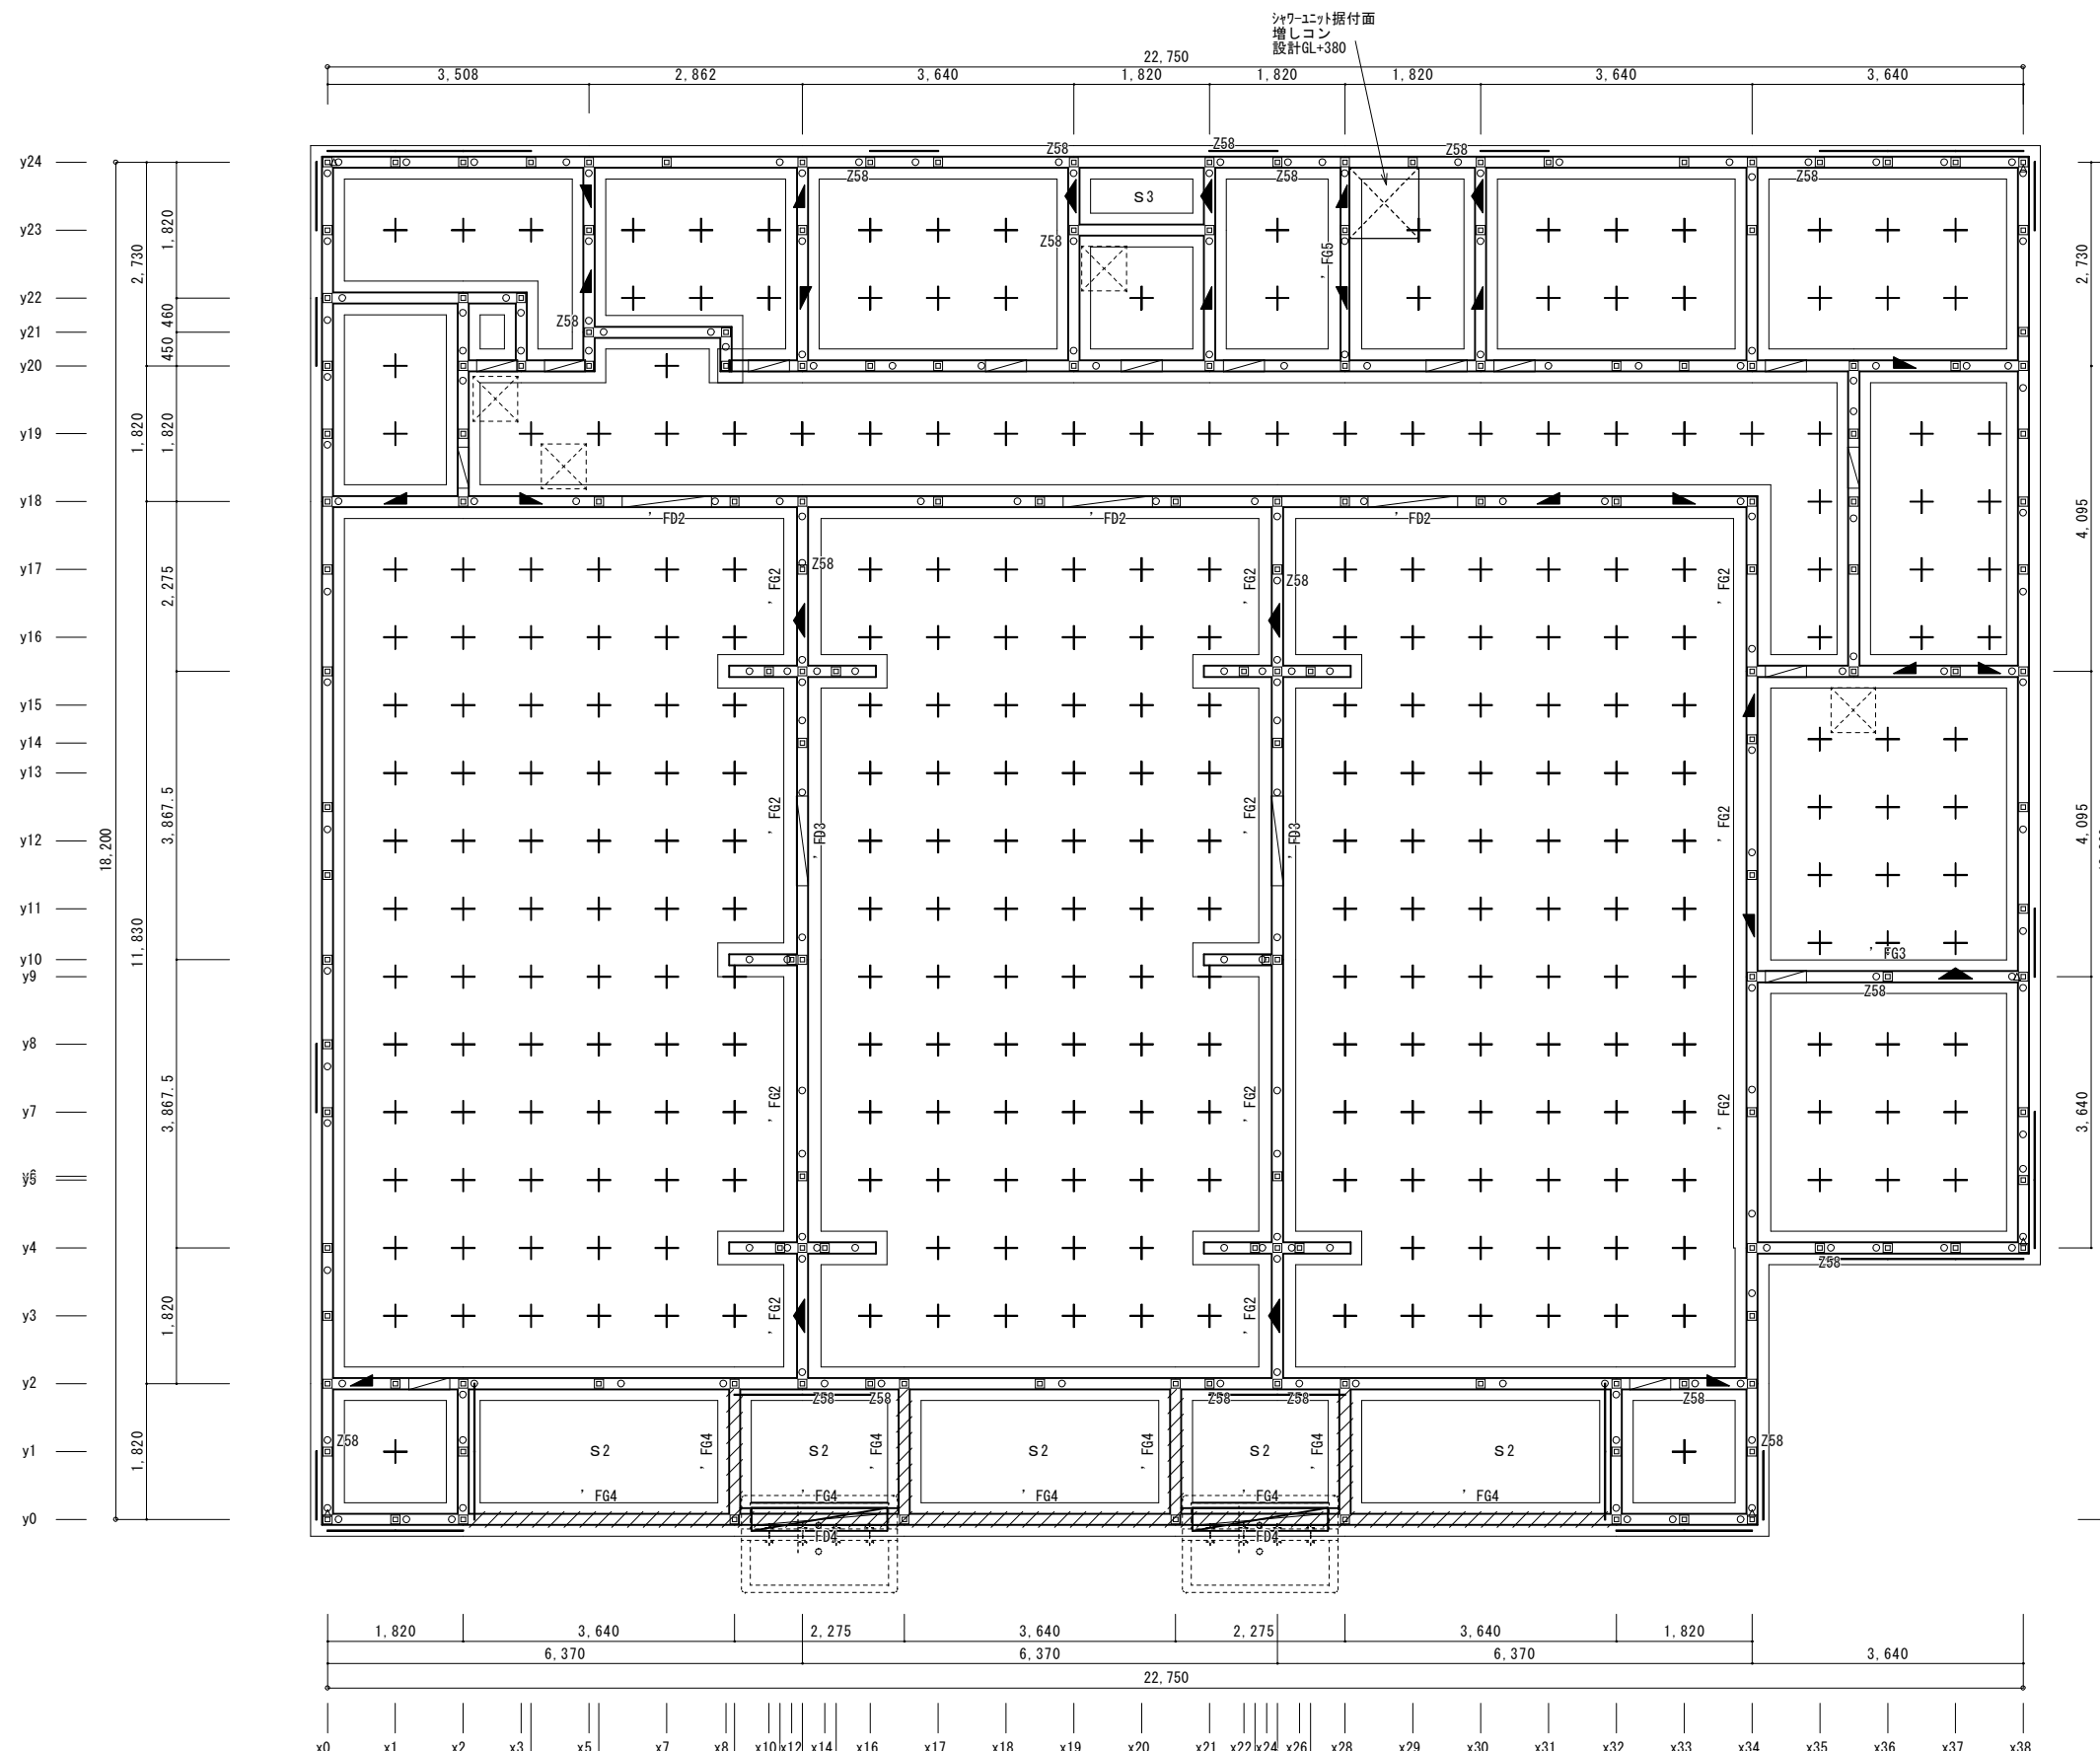 シャワーユニット据付面
増しコン
設計GL+380
22,750
3,508 2,862 3,640 1,820 1,820 1,820 3,640 3,640
y24
y23
y22
y21
y20
y19
y18
y17
y16
y15
y14
y13
y12
y11
y10
y9
y8
y7
y6
y5
y4
y3
y2
y1
y0
18,200
2,730
1,820
11,830
1,820
1,820
460
450
1,820
2,275
3,867.5
3,867.5
1,820
2,730
4,095
4,095
3,640
Z58 Z58 Z58
Z58 Z58 Z58
S3
Z58
' FG5
Z58
' FD2 ' FD2 ' FD2
Z58 Z58
' FG2 ' FG2 ' FG2
' FG2 ' FD3 ' FG2 ' FD3 ' FG2
' FG3
Z58
' FG2 ' FG2 ' FG2
Z58
' FG2 ' FG2
Z58 Z58 Z58 Z58 Z58
Z58 Z58
S2 S2 S2 S2 S2
' FG4 ' FG4 ' FG4 ' FG4
' FG4 ' FG4 ' FG4 ' FG4 ' FG4
' FD4 ' FD4
1,820 3,640 2,275 3,640 2,275 3,640 1,820
6,370 6,370 6,370 3,640
22,750
x0 x1 x2 x3 x5 x7 x8 x10 x12 x14 x16 x17 x18 x19 x20 x21 x22 x24 x26 x28 x29 x30 x31 x32 x33 x34 x35 x36 x37 x38